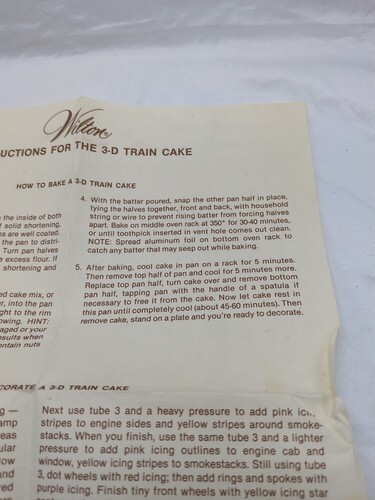 Wilton
UCTIONS FOR THE 3-D TRAIN CAKE
HOW TO BAKE A 3-D TRAIN CAKE
the inside of both
f solid shortening.
es are well coated.
the pan to distri-
Turn pan halves
e excess flour. If
shortening and
ed cake mix, or
er, into the pan
ght to the rim
owing. HINT:
aged or your
esults when
ontain nuts
4. With the batter poured, snap the other pan half in place,
tying the halves together, front and back, with household
string or wire to prevent rising batter from forcing halves
apart. Bake on middle oven rack at 350° for 30-40 minutes,
or until toothpick inserted in vent hole comes out clean.
NOTE: Spread aluminum foil on bottom oven rack to
catch any batter that may seep out while baking.
5. After baking, cool cake in pan on a rack for 5 minutes.
Then remove top half of pan and cool for 5 minutes more.
Replace top pan half, turn cake over and remove bottom
pan half, tapping pan with the handle of a spatula if
necessary to free it from the cake. Now let cake rest in
this pan until completely cool (about 45-60 minutes). Then
remove cake, stand on a plate and you're ready to decorate.
CORATE A 3-D TRAIN CAKE
g —
amp
eas
ular
ow
and
Next use tube 3 and a heavy pressure to add pink
stripes to engine sides and yellow stripes around smoke-
stacks. When you finish, use the same tube 3 and a lighter
pressure to add pink icing outlines to engine cab and
window, yellow icing stripes to smokestacks. Still using tube
3, dot wheels with red icing; then add rings and spokes with
purple icing. Finish tiny front wheels with yellow icing star